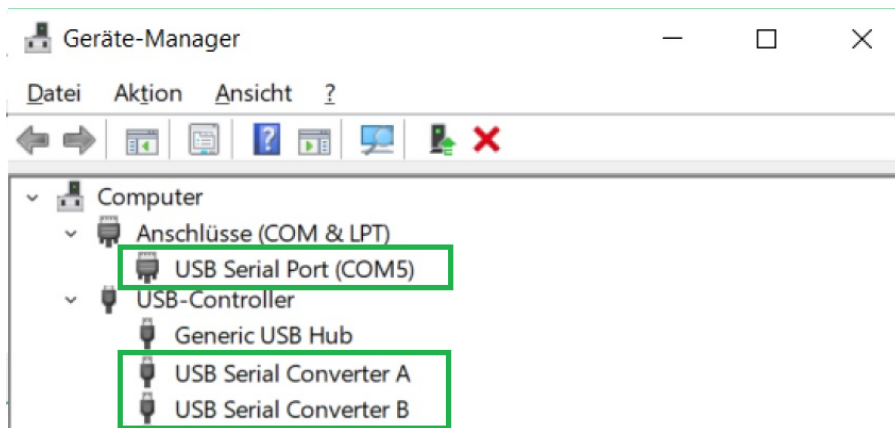 Geräte-Manager
Datei Aktion Ansicht ?
Computer
Anschlüsse (COM & LPT)
USB Serial Port (COM5)
USB-Controller
Generic USB Hub
USB Serial Converter A
USB Serial Converter B